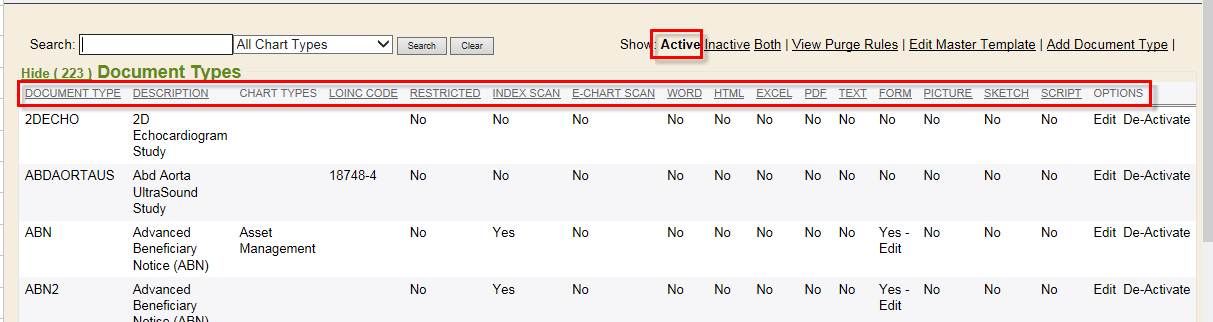 Search: All Chart Types Search Clear Show: Active Inactive Both | View Purge Rules | Edit Master Template | Add Document Type |
Hide ( 223 ) Document Types
DOCUMENT TYPE DESCRIPTION CHART TYPES LOINC CODE RESTRICTED INDEX SCAN E-CHART SCAN WORD HTML EXCEL PDF TEXT FORM PICTURE SKETCH SCRIPT OPTIONS
2DECHO 2D No No No No No No No No No No No No Edit De-Activate
Echocardiogram
Study
ABDAORTAUS Abd Aorta 18748-4 No No No No No No No No No No No No Edit De-Activate
UltraSound
Study
ABN Advanced Asset No Yes No No No No No No Yes - No No No Edit De-Activate
Beneficiary Management Edit
Notice (ABN)
ABN2 Advanced No Yes No No No No No No Yes - No No No Edit De-Activate
Beneficiary Edit
Notice (ABN)